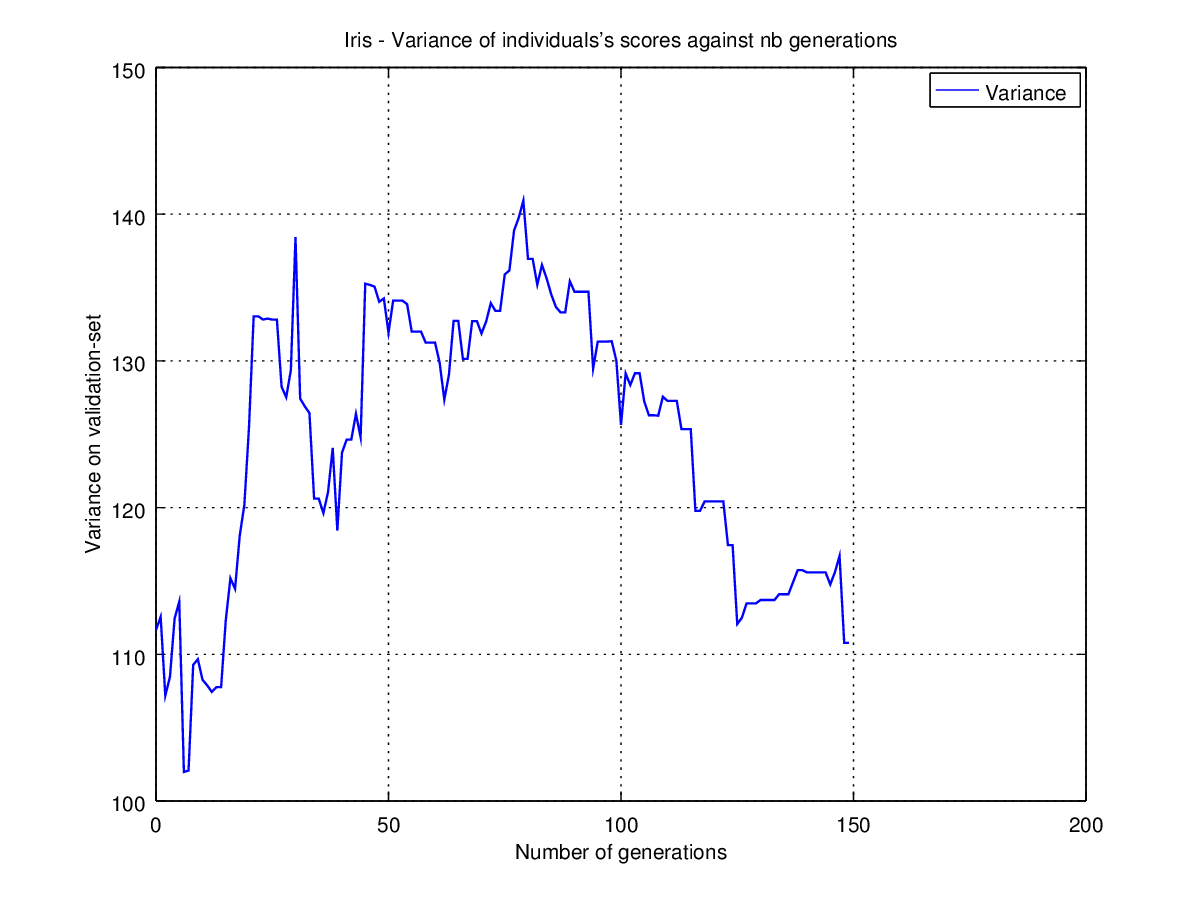 Iris - Variance of individuals's scores against nb generations
150
Variance
140
130
120
110
100
Variance on validation-set
0 50 100 150 200
Number of generations